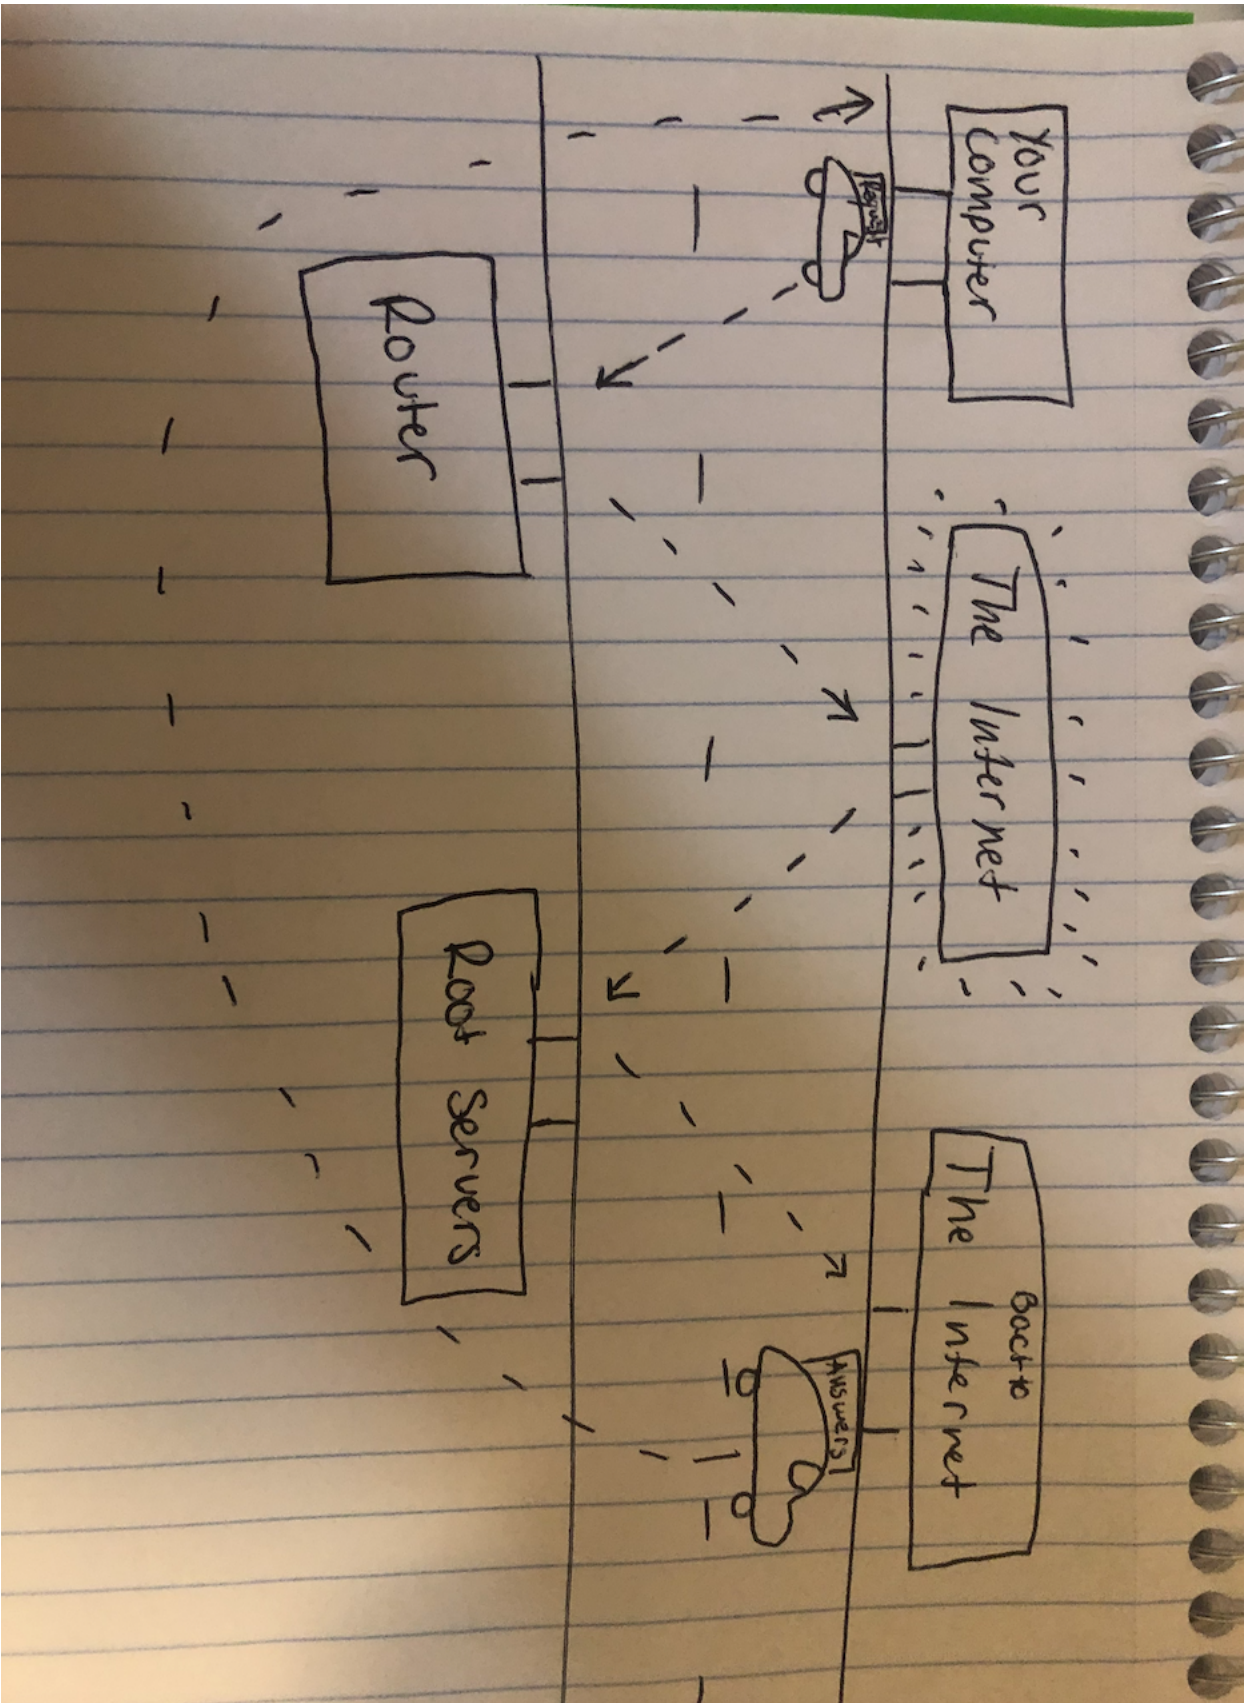 Your
Computer
Request
The Internet
Back to
The Internet
Answers
Router
Root Servers